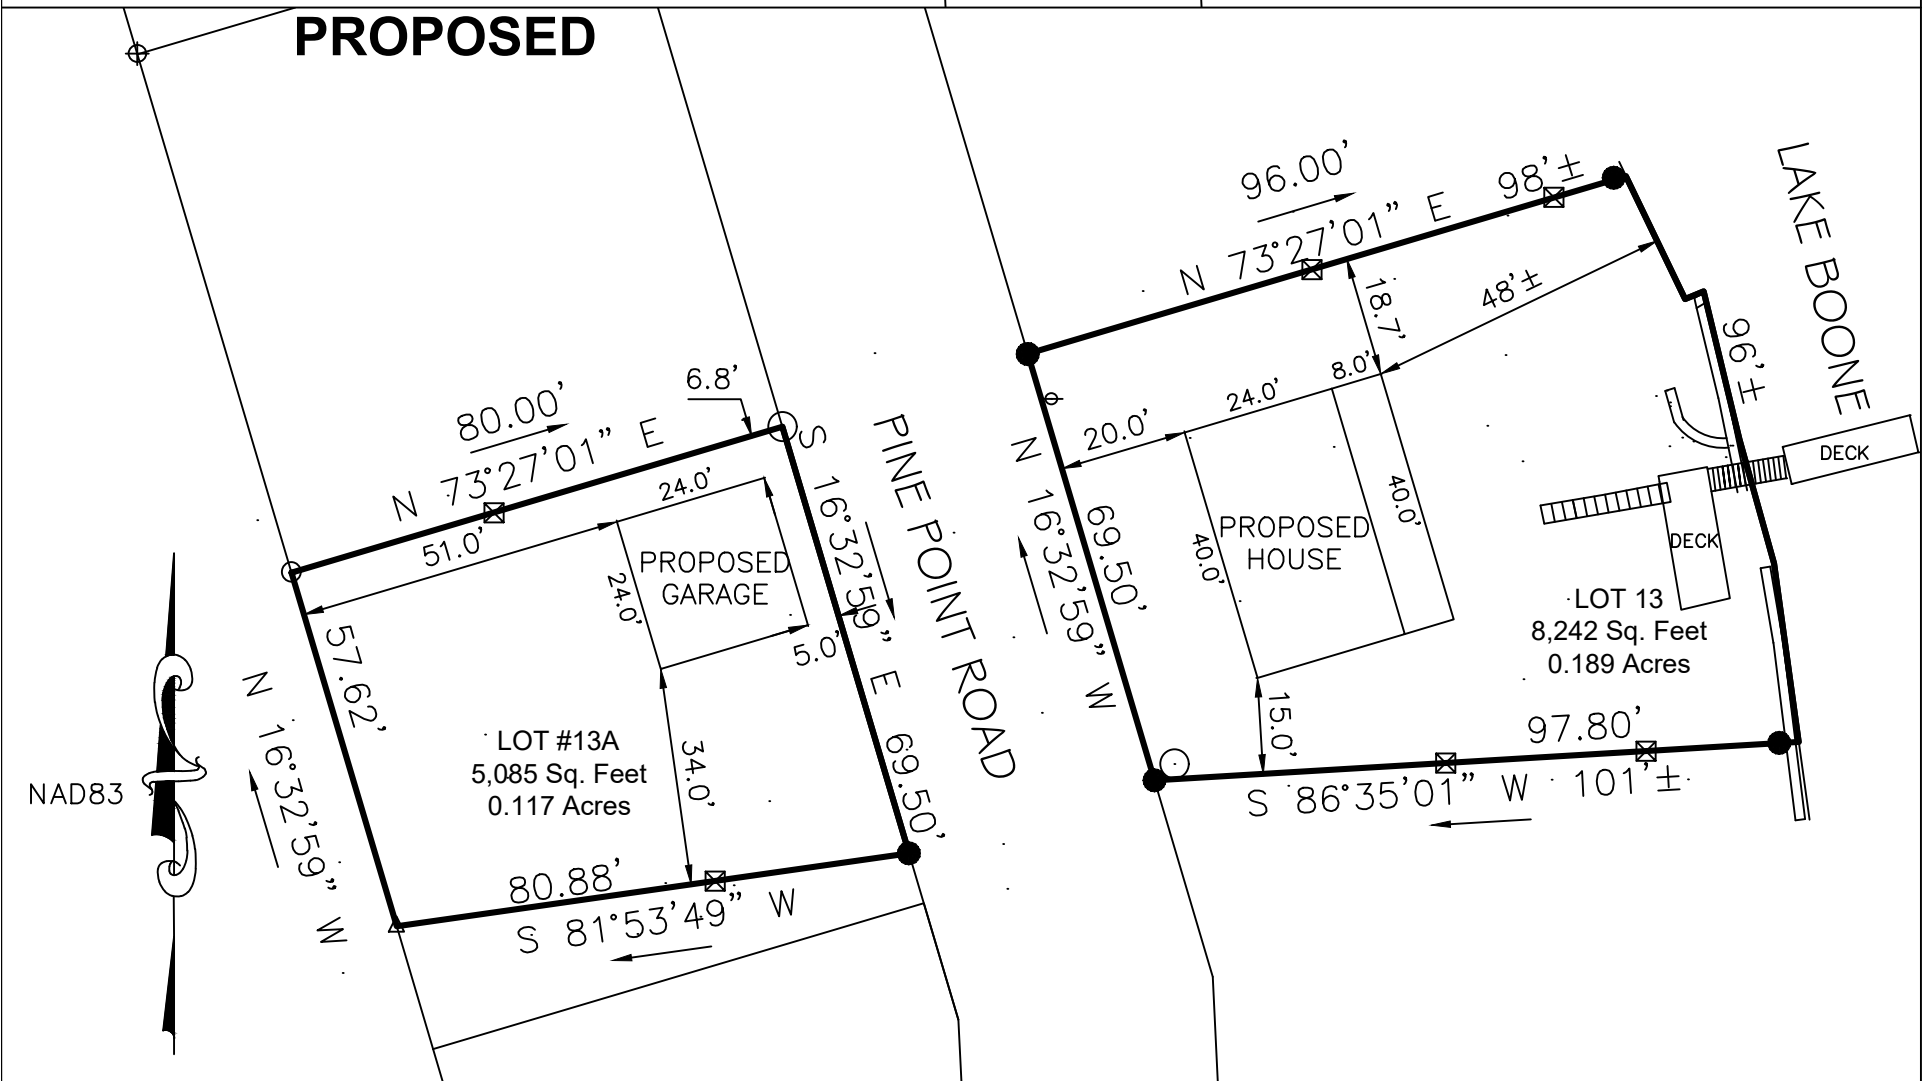 PROPOSED
96.00'
98'±
N 73°27'01" E
LAKE BOONE
48'±
18.7'
96'±
8.0'
24.0'
20.0'
6.8'
80.00'
N 73°27'01" E
24.0'
51.0'
S 16°32'59" E
69.50'
PINE POINT ROAD
N 16°32'59" W
69.50'
40.0'
40.0'
PROPOSED
HOUSE
DECK
DECK
PROPOSED
GARAGE
24.0'
5.0'
LOT 13
8,242 Sq. Feet
0.189 Acres
57.62'
N 16°32'59" W
LOT #13A
5,085 Sq. Feet
0.117 Acres
34.0'
15.0'
97.80'
S 86°35'01" W
101'±
NAD83
80.88'
S 81°53'49" W